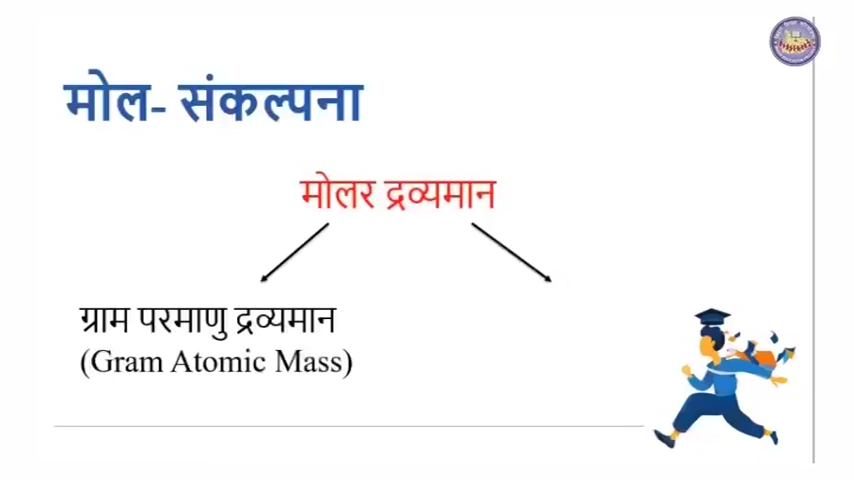 मोल- संकल्पना
मोलर द्रव्यमान
ग्राम परमाणु द्रव्यमान
(Gram Atomic Mass)